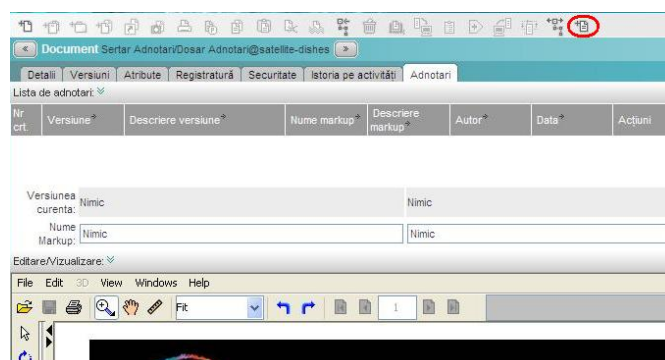 Document Sertar Adnotari/Dosar Adnotari@satellite-dishes
Detalii Versiuni Atribute Registratură Securitate Istoria pe activități Adnotari
Lista de adnotari:
Nr crt. Versiune Descriere versiune Nume markup Descriere markup Autor Data Acțiuni
Versiunea curenta: Nimic Nimic
Nume Markup: Nimic Nimic
Editare/Vizualizare:
File Edit 3D View Windows Help
Fit 1